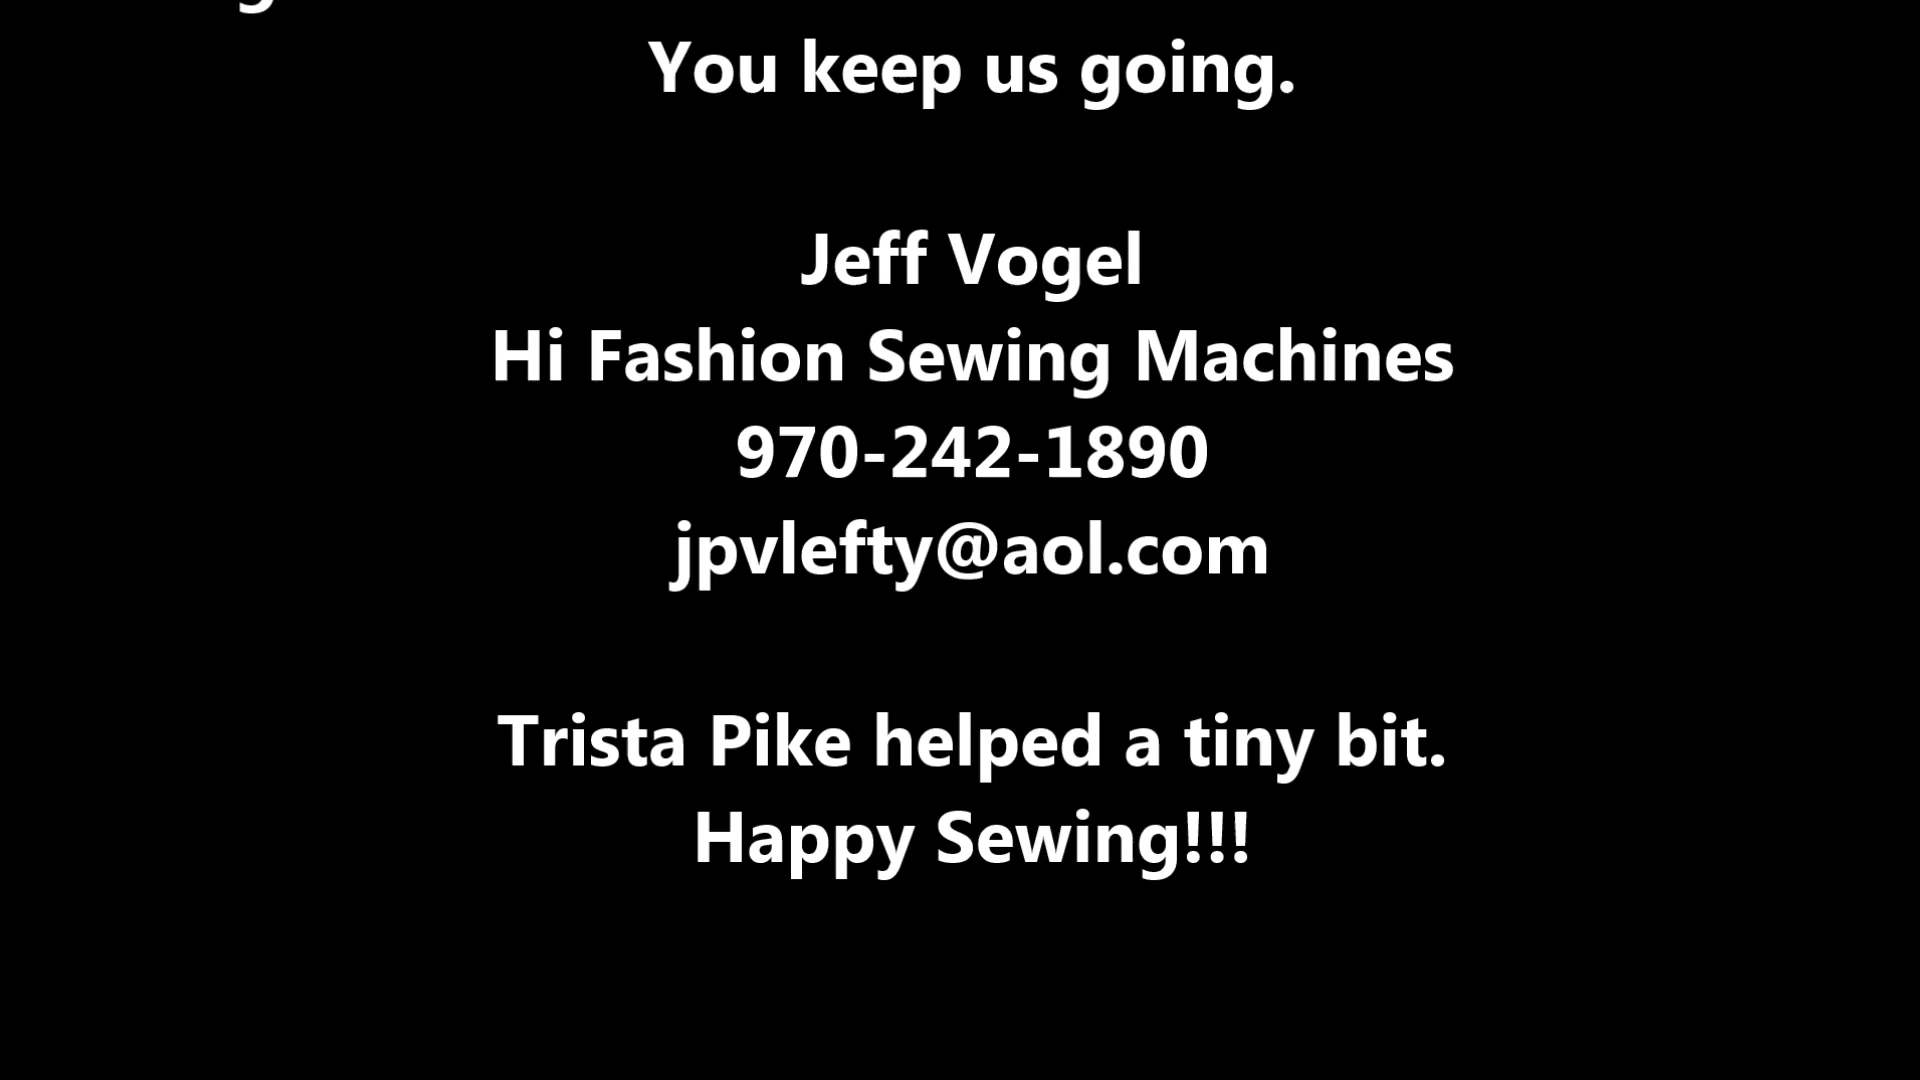 You keep us going.
Jeff Vogel
Hi Fashion Sewing Machines
970-242-1890
jpvlefty@aol.com
Trista Pike helped a tiny bit.
Happy Sewing!!!